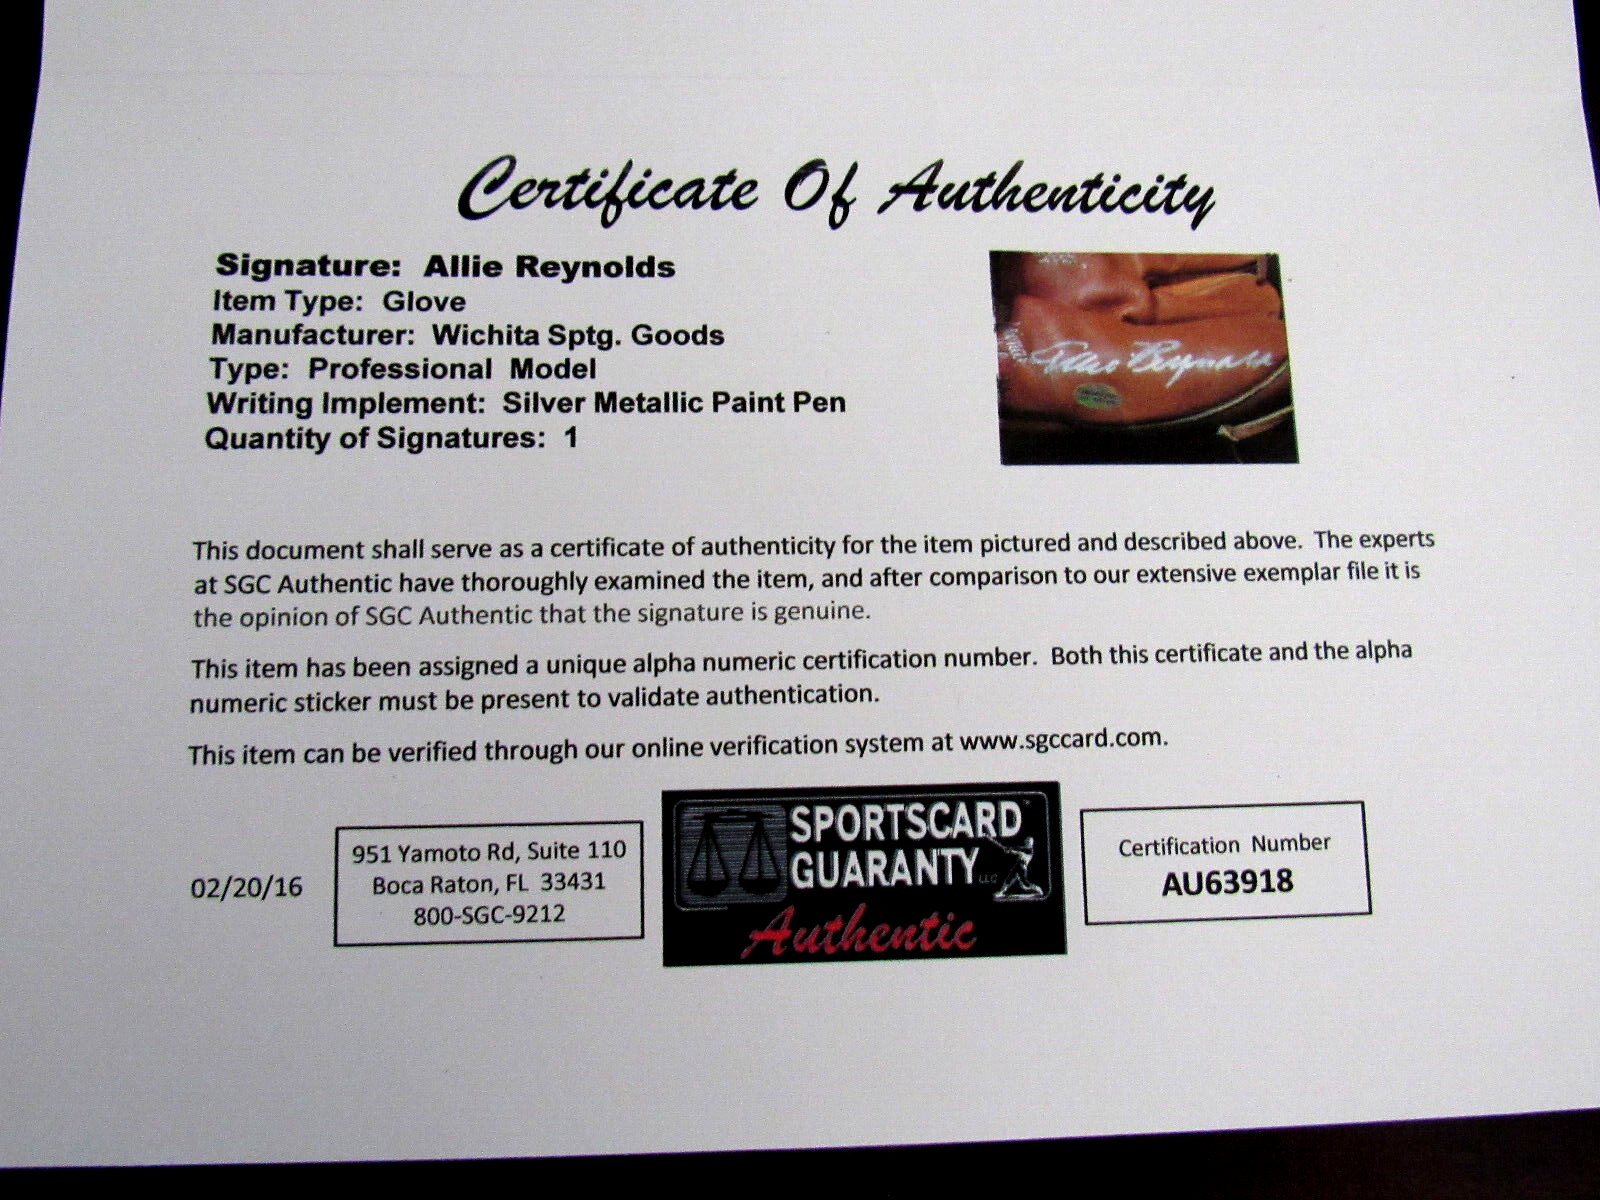 Certificate Of Authenticity
Signature: Allie Reynolds
Item Type: Glove
Manufacturer: Wichita Sptg. Goods
Type: Professional Model
Writing Implement: Silver Metallic Paint Pen
Quantity of Signatures: 1
Allie Reynolds
This document shall serve as a certificate of authenticity for the item pictured and described above. The experts
at SGC Authentic have thoroughly examined the item, and after comparison to our extensive exemplar file it is
the opinion of SGC Authentic that the signature is genuine.
This item has been assigned a unique alpha numeric certification number. Both this certificate and the alpha
numeric sticker must be present to validate authentication.
This item can be verified through our online verification system at www.sgccard.com.
02/20/16
951 Yamoto Rd, Suite 110
Boca Raton, FL 33431
800-SGC-9212
SPORTSCARD™
GUARANTY LLC
Authentic
Certification Number
AU63918